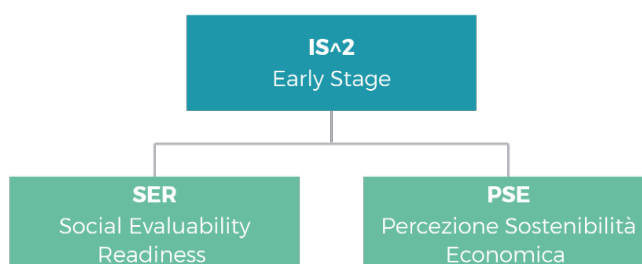 IS^2
Early Stage
SER
Social Evaluability
Readiness
PSE
Percezione Sostenibilità
Economica